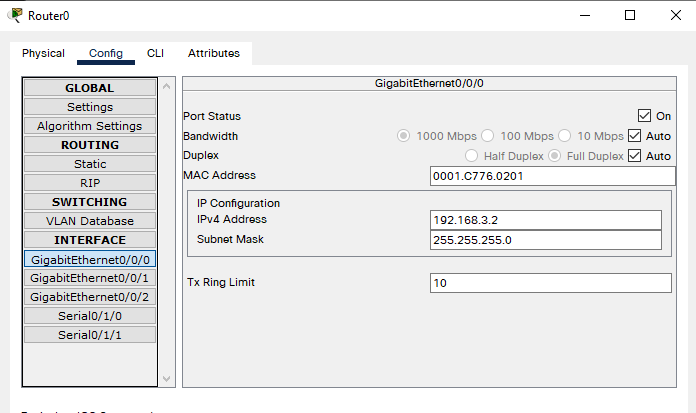 Router0
Physical Config CLI Attributes
GLOBAL
Settings
Algorithm Settings
ROUTING
Static
RIP
SWITCHING
VLAN Database
INTERFACE
GigabitEthernet0/0/0
GigabitEthernet0/0/1
GigabitEthernet0/0/2
Serial0/1/0
Serial0/1/1
GigabitEthernet0/0/0
Port Status On
Bandwidth 1000 Mbps 100 Mbps 10 Mbps Auto
Duplex Half Duplex Full Duplex Auto
MAC Address 0001.C776.0201
IP Configuration
IPv4 Address 192.168.3.2
Subnet Mask 255.255.255.0
Tx Ring Limit 10